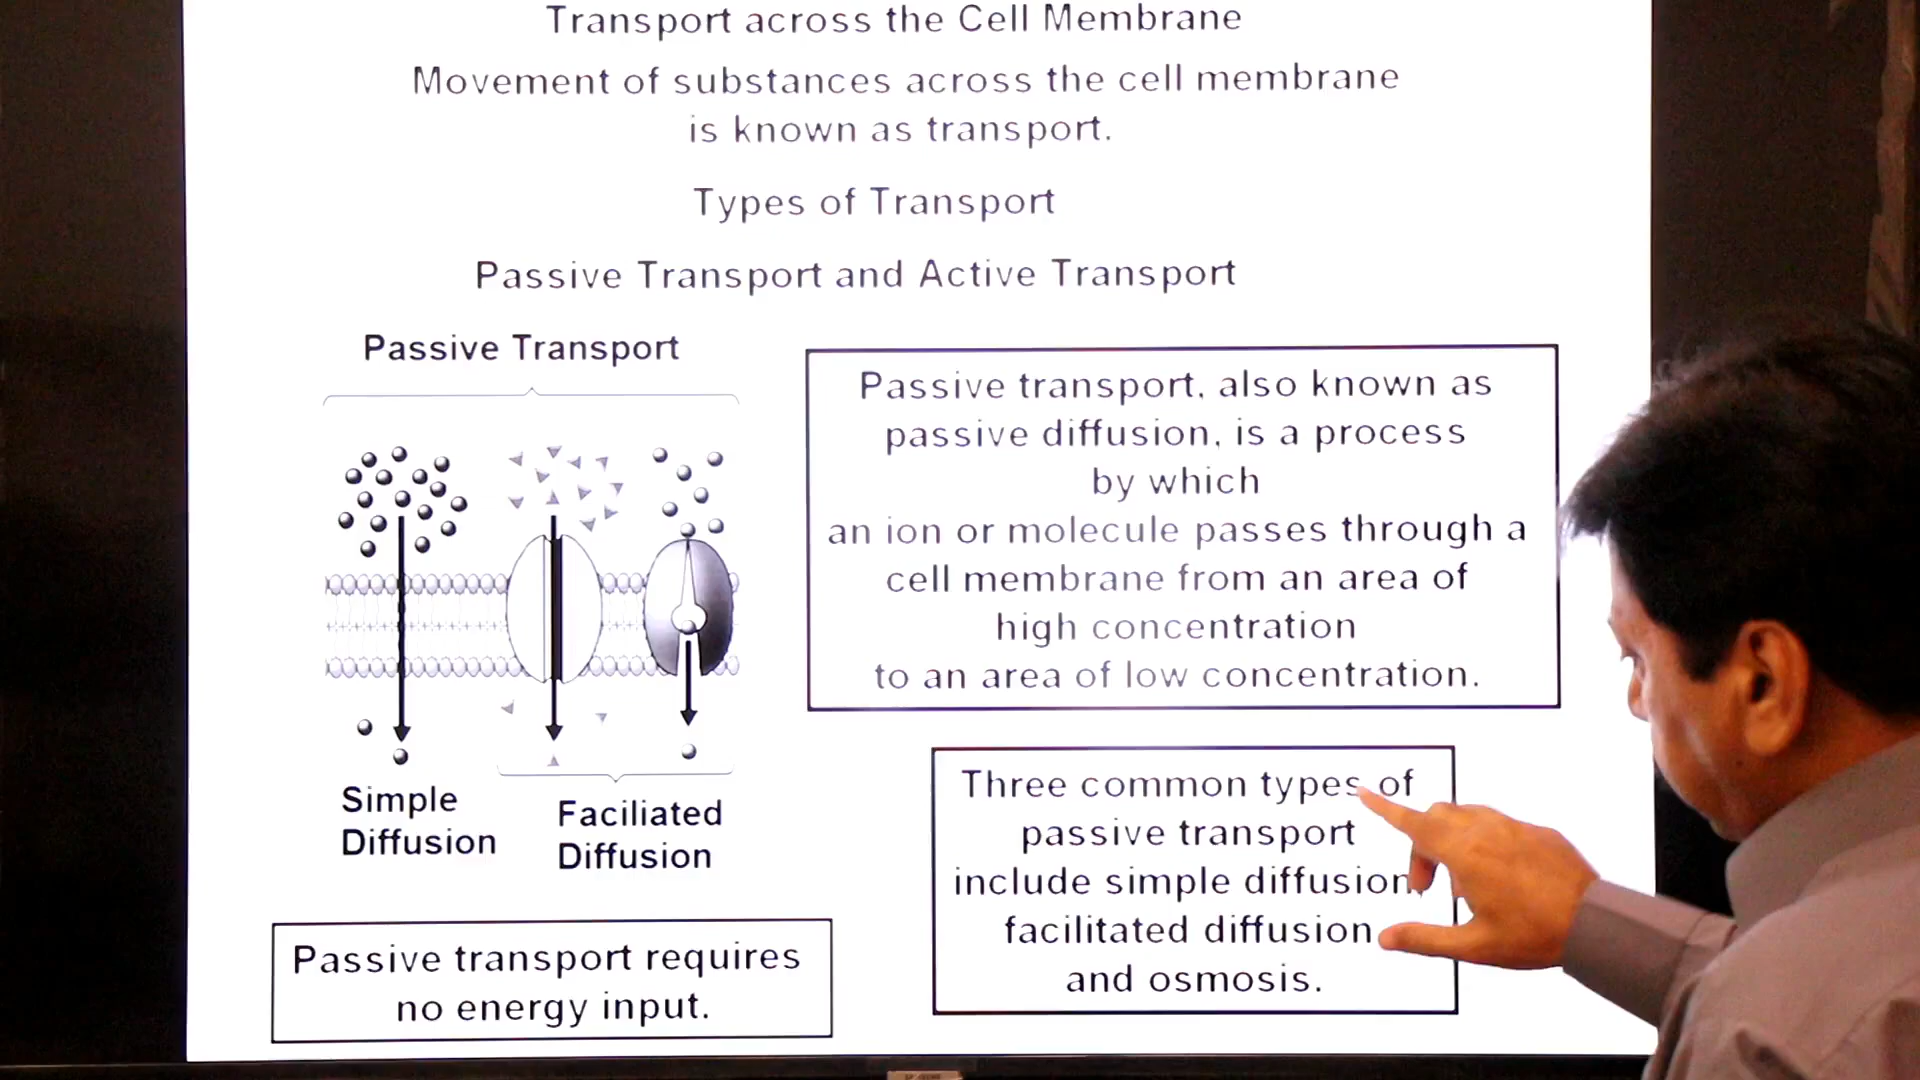 Transport across the Cell Membrane
Movement of substances across the cell membrane
is known as transport.
Types of Transport
Passive Transport and Active Transport
Passive Transport
Simple
Diffusion
Faciliated
Diffusion
Passive transport requires
no energy input.
Passive transport, also known as
passive diffusion, is a process
by which
an ion or molecule passes through a
cell membrane from an area of
high concentration
to an area of low concentration.
Three common types of
passive transport
include simple diffusion,
facilitated diffusion
and osmosis.